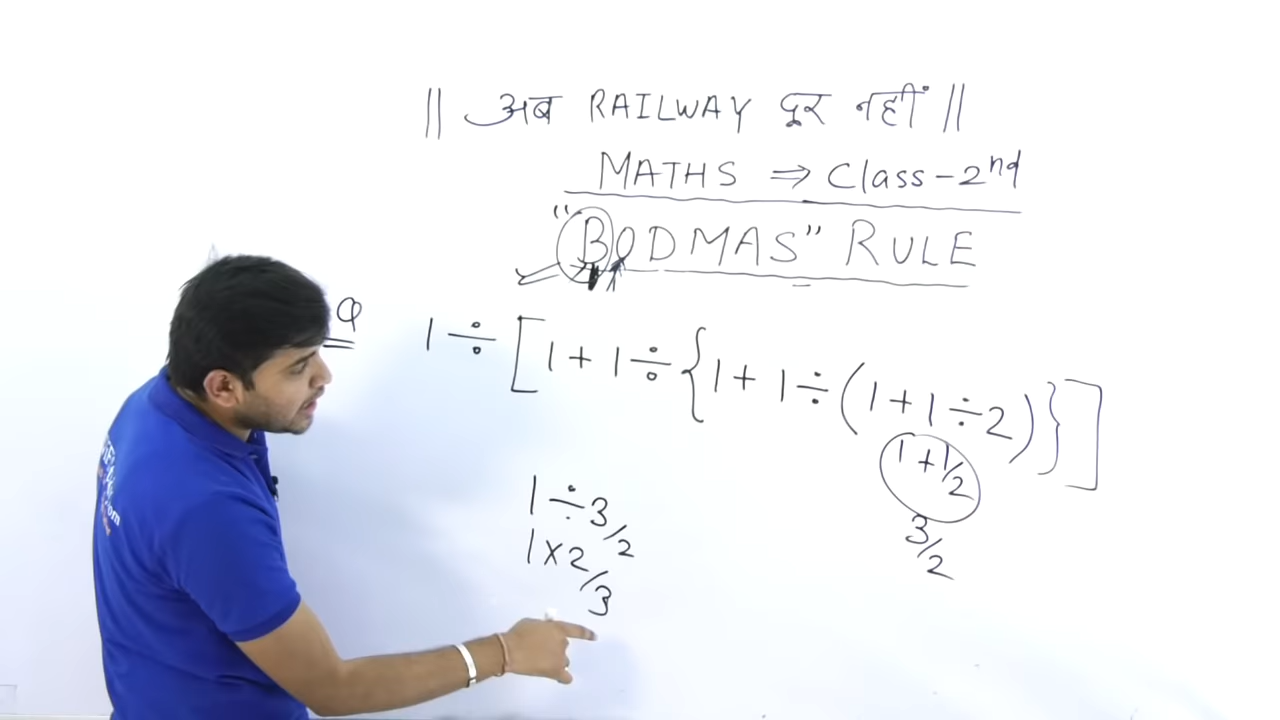 || अब RAILWAY दूर नहीं ||
MATHS ⇒ Class-2nd
"BODMAS" RULE
Q 1 ÷ [1 + 1 ÷ {1 + 1 ÷ (1 + 1 ÷ 2)}]
1 + 1/2
3/2
1 ÷ 3/2
1 × 2/3